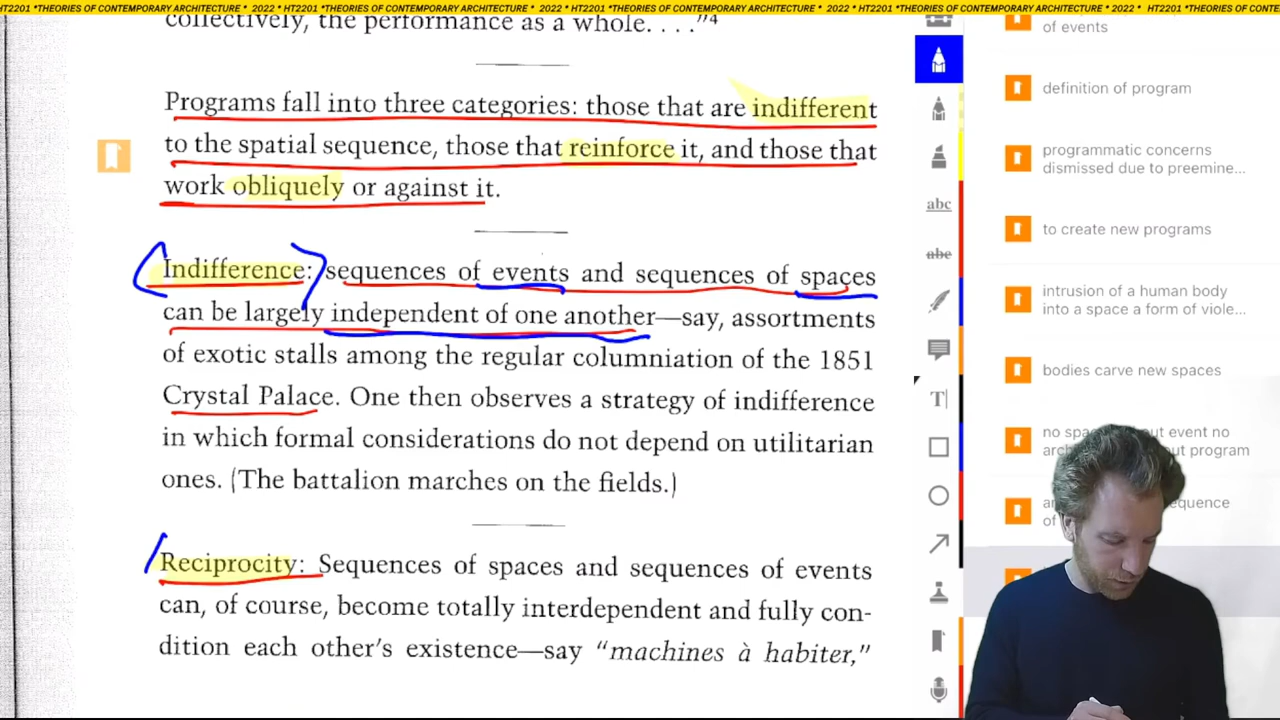 HT2201 *THEORIES OF CONTEMPORARY ARCHITECTURE * 2022 * HT2201 *THEORIES OF CONTEMPORARY ARCHITECTURE * 2022 * HT2201 *THEORIES OF CONTEMPORARY ARCHITECTURE * 2022 * HT2201 *THEORIES OF CONTE
collectively, the performance as a whole. . . ."4
Programs fall into three categories: those that are indifferent
to the spatial sequence, those that reinforce it, and those that
work obliquely or against it.
Indifference: sequences of events and sequences of spaces
can be largely independent of one another—say, assortments
of exotic stalls among the regular columniation of the 1851
Crystal Palace. One then observes a strategy of indifference
in which formal considerations do not depend on utilitarian
ones. (The battalion marches on the fields.)
Reciprocity: Sequences of spaces and sequences of events
can, of course, become totally interdependent and fully con-
dition each other's existence—say "machines à habiter,"
abc
abc
T
of events
definition of program
programmatic concerns
dismissed due to preemine...
to create new programs
intrusion of a human body
into a space a form of viole...
bodies carve new spaces
no event no
program
of